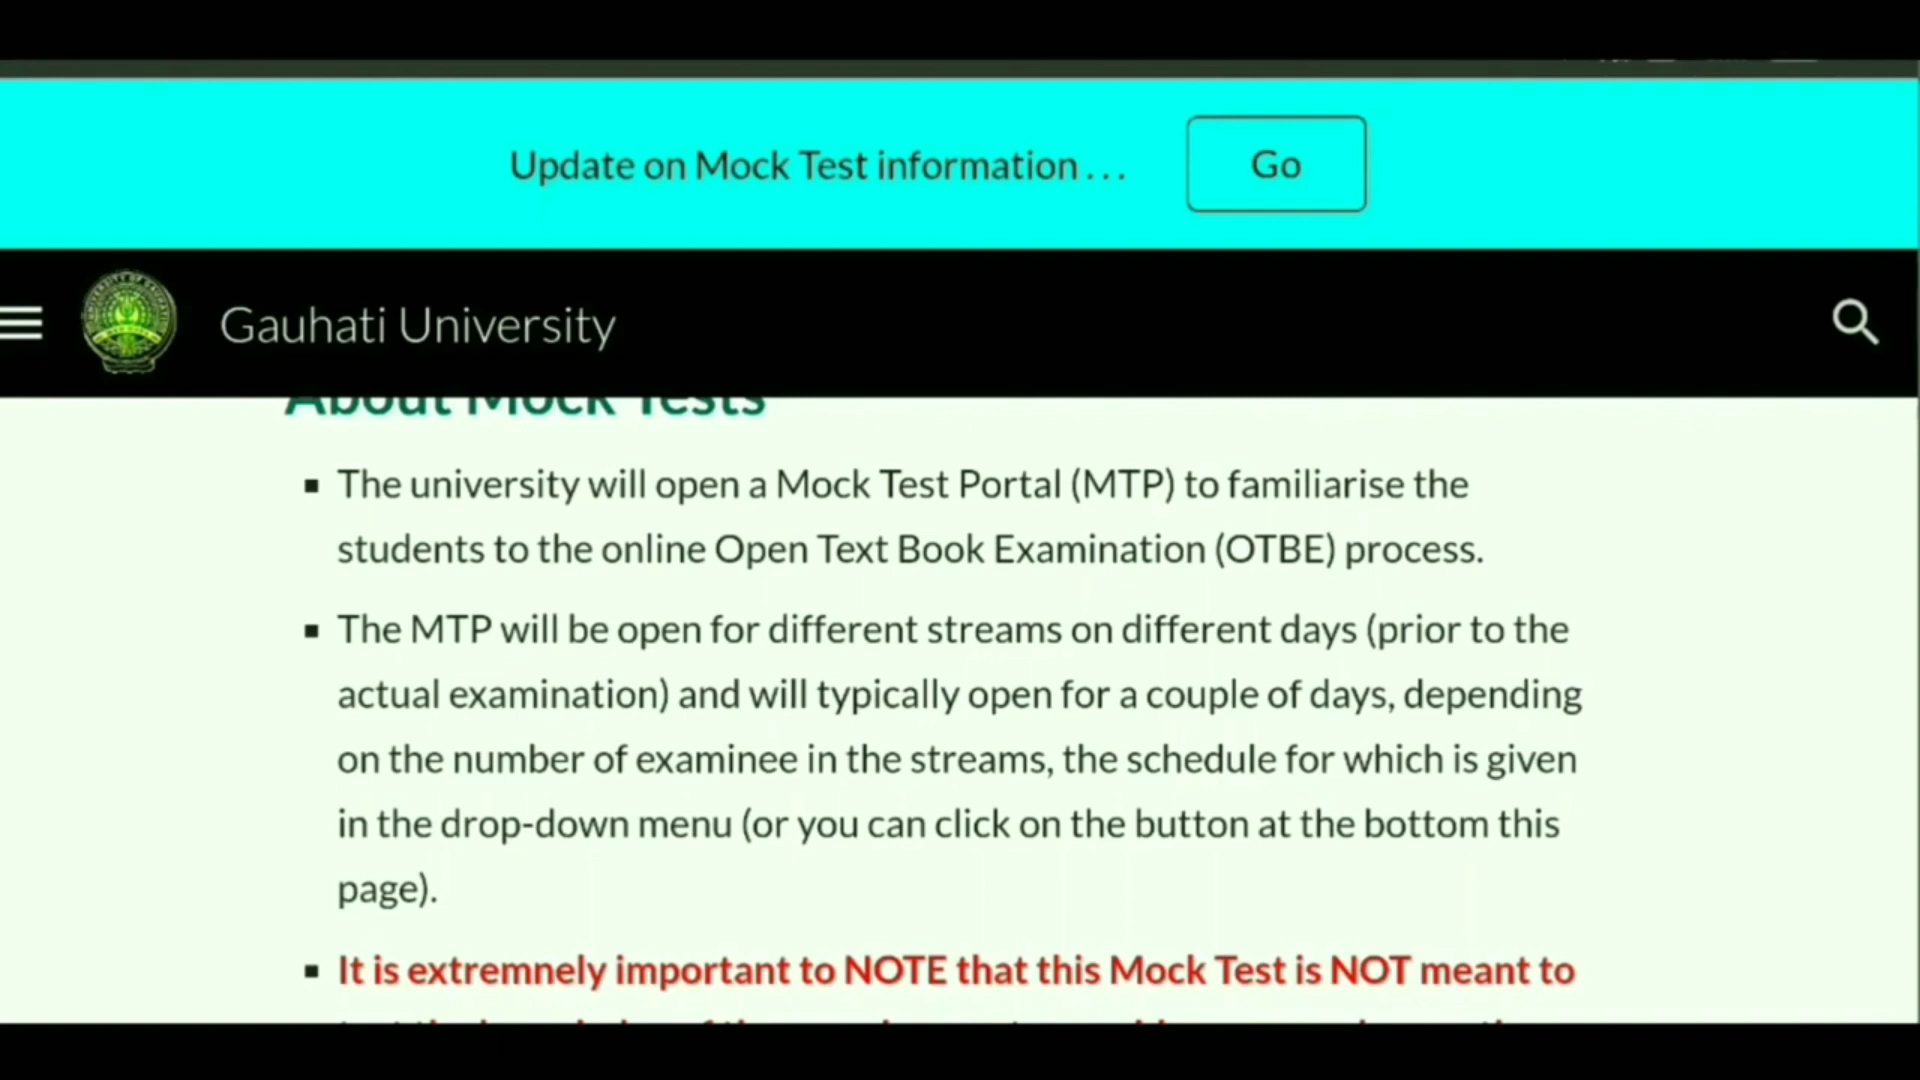 Update on Mock Test information . . .
Go
Gauhati University
About Mock Tests
▪ The university will open a Mock Test Portal (MTP) to familiarise the
students to the online Open Text Book Examination (OTBE) process.
▪ The MTP will be open for different streams on different days (prior to the
actual examination) and will typically open for a couple of days, depending
on the number of examinee in the streams, the schedule for which is given
in the drop-down menu (or you can click on the button at the bottom this
page).
▪ It is extremnely important to NOTE that this Mock Test is NOT meant to